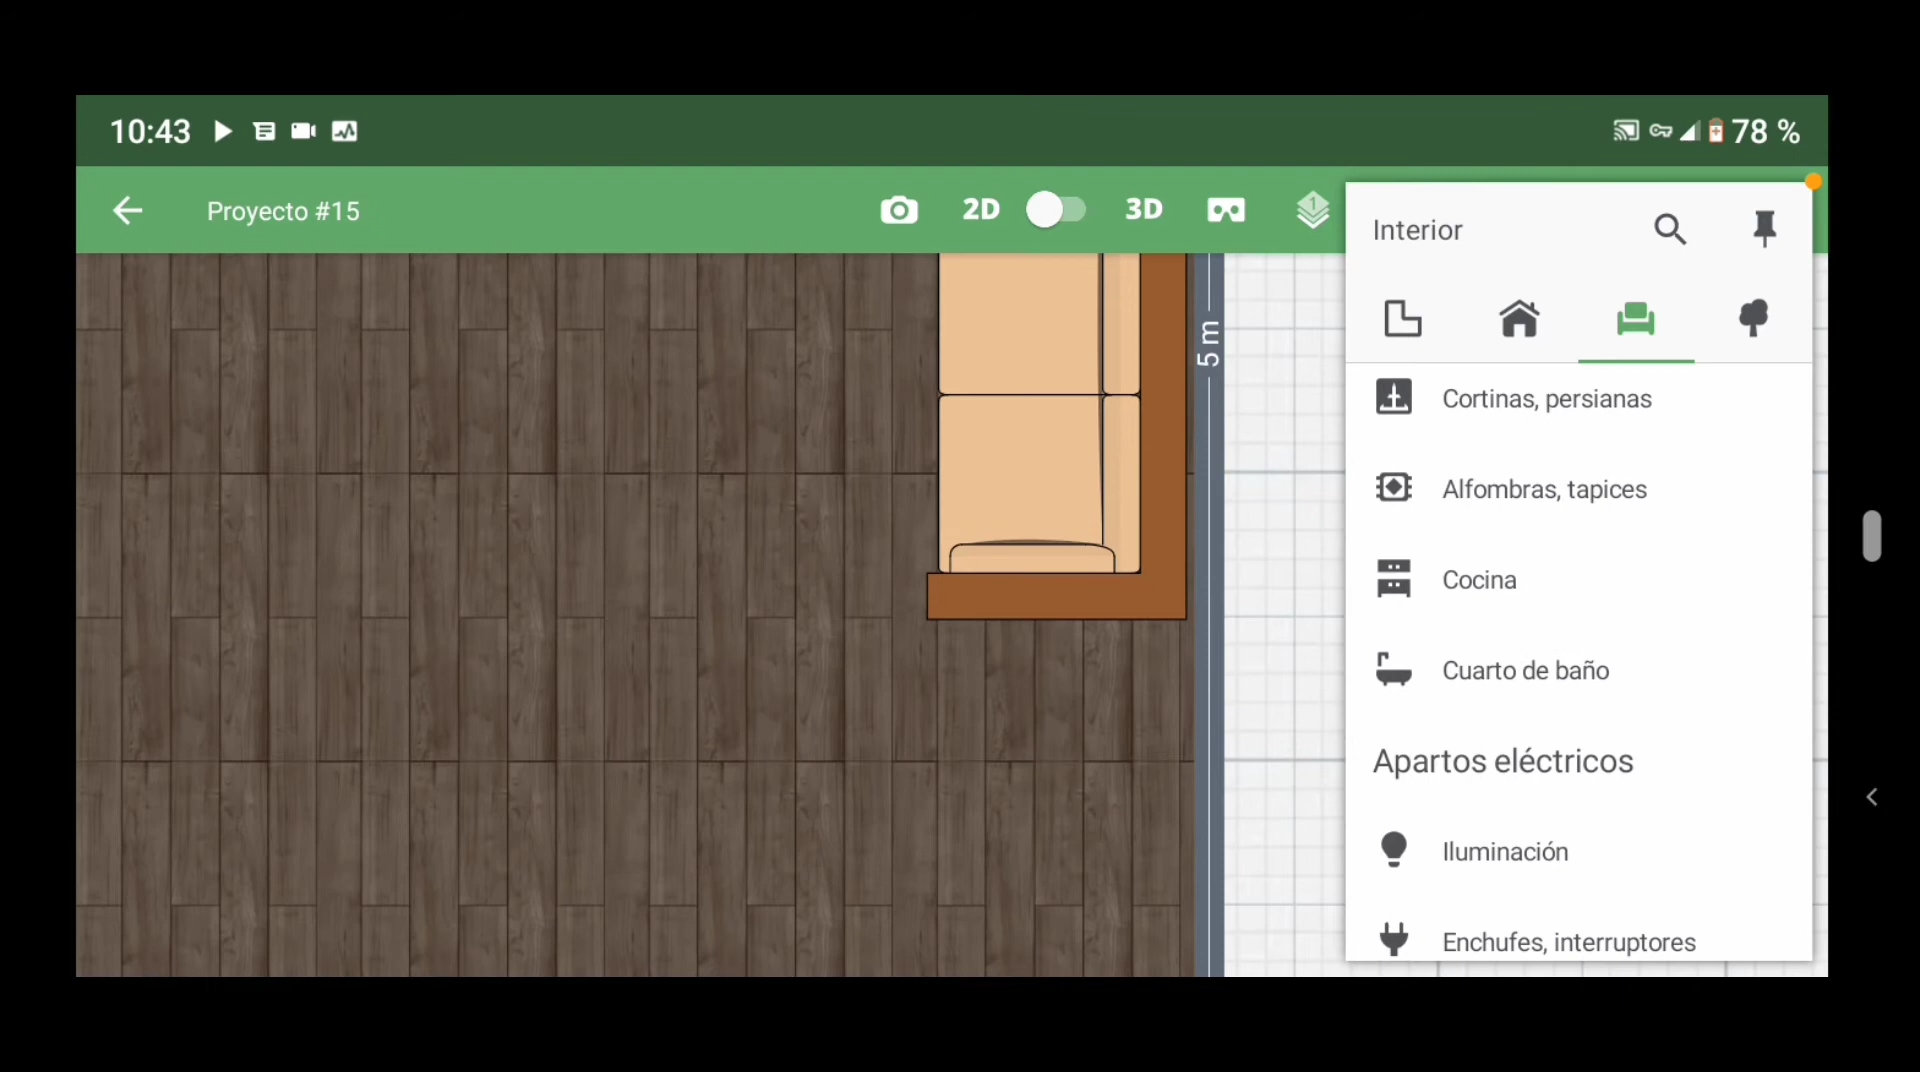 10:43
78 %
Proyecto #15
2D
3D
1
Interior
5 m
Cortinas, persianas
Alfombras, tapices
Cocina
Cuarto de baño
Apartos eléctricos
Iluminación
Enchufes, interruptores